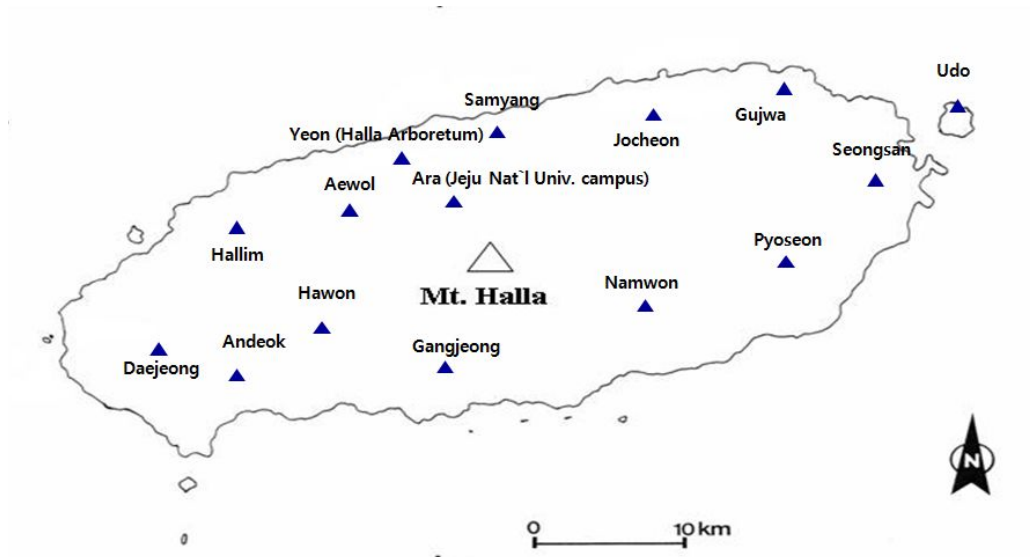 Udo
Samyang
Gujwa
Yeon (Halla Arboretum)
Jocheon
Seongsan
Aewol
Ara (Jeju Nat`l Univ. campus)
Pyoseon
Hallim
Namwon
Hawon
Mt. Halla
Andeok
Gangjeong
Daejeong
N
0
10 km